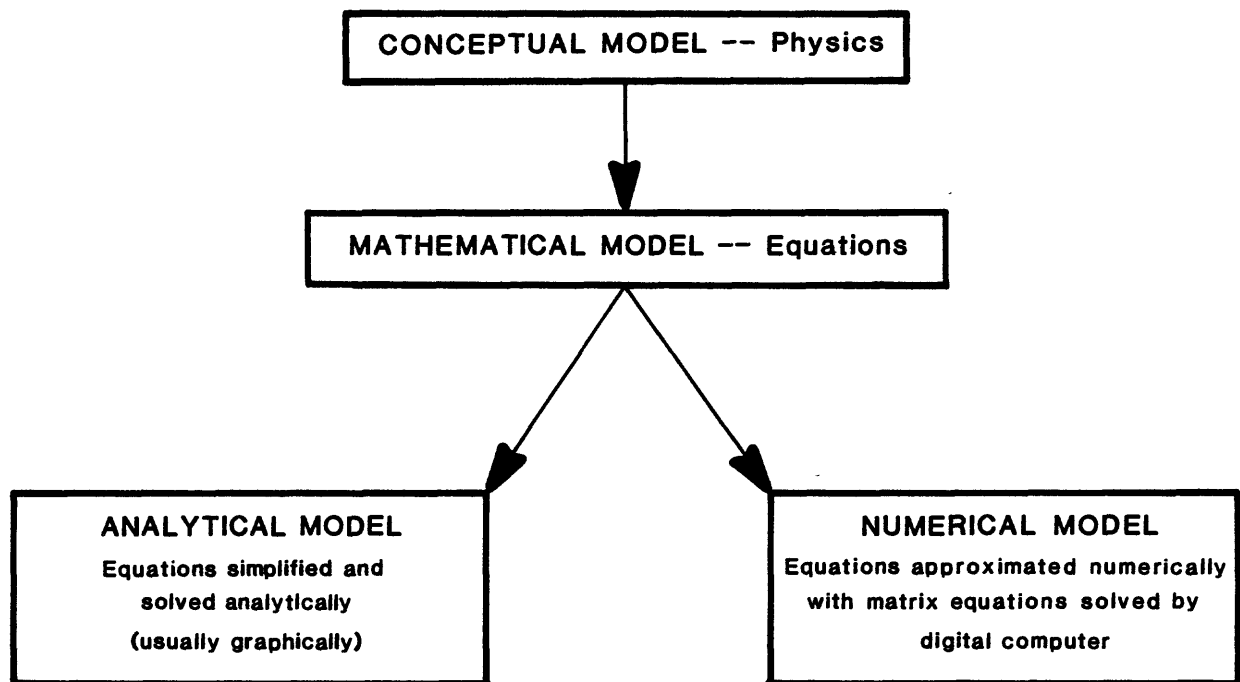 CONCEPTUAL MODEL -- Physics
MATHEMATICAL MODEL -- Equations
ANALYTICAL MODEL
Equations simplified and
solved analytically
(usually graphically)
NUMERICAL MODEL
Equations approximated numerically
with matrix equations solved by
digital computer